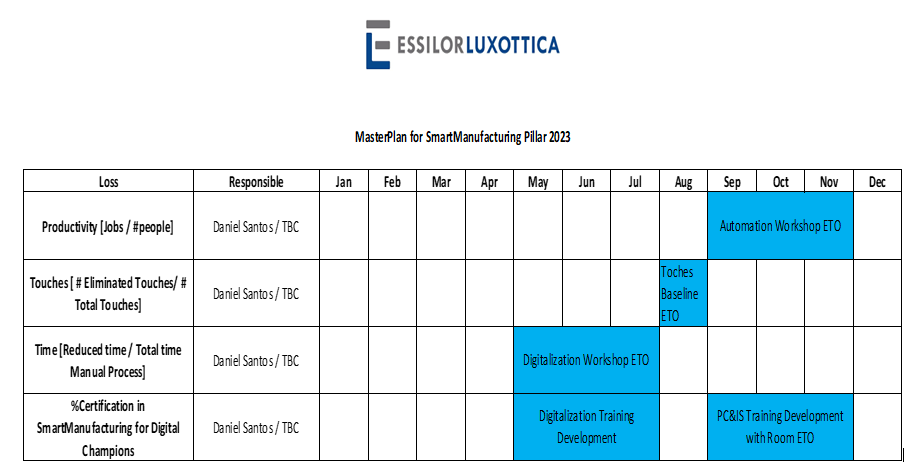 ESSILORLUXOTTICA
MasterPlan for SmartManufacturing Pillar 2023
Loss Responsible Jan Feb Mar Apr May Jun Jul Aug Sep Oct Nov Dec
Productivity [Jobs / #people] Daniel Santos / TBC Automation Workshop ETO
Touches [ # Eliminated Touches/ #
Total Touches]
Daniel Santos / TBC
Toches
Baseline
ETO
Time [Reduced time / Total time
Manual Process]
Daniel Santos / TBC
Digitalization Workshop ETO
%Certification in
SmartManufacturing for Digital
Champions
Daniel Santos / TBC
Digitalization Training
Development
PC&IS Training Development
with Room ETO